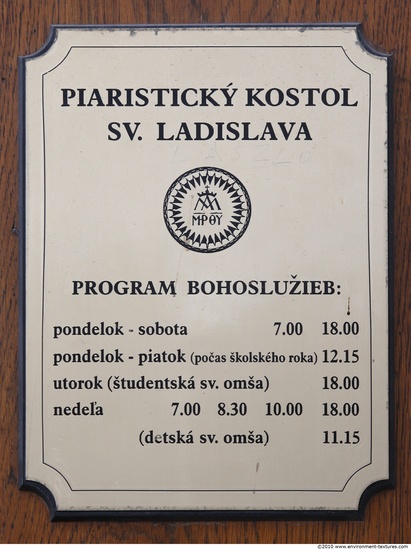 PIARISTICKÝ KOSTOL
SV. LADISLAVA
ΜΡΘΥ
PROGRAM BOHOSLUŽIEB:
pondelok - sobota 7.00 18.00
pondelok - piatok (počas školského roka) 12.15
utorok (študentská sv. omša) 18.00
nedeľa 7.00 8.30 10.00 18.00
(detská sv. omša) 11.15
©2010 www.environment-textures.com